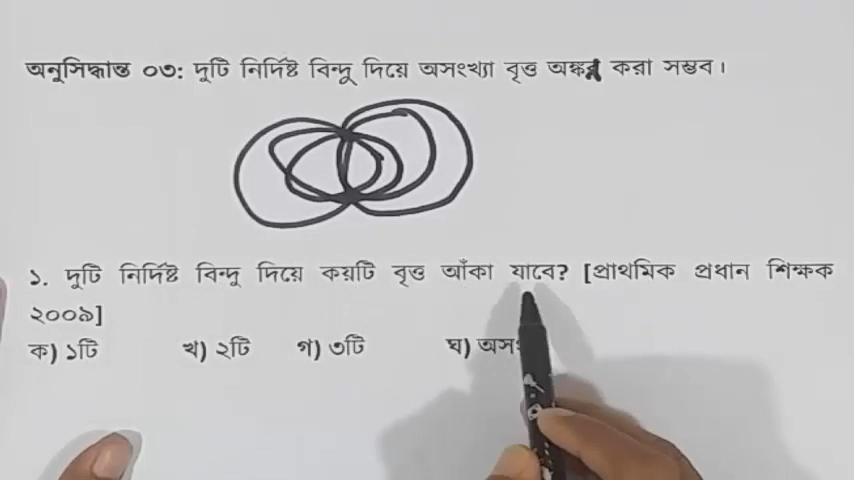 অনুসিদ্ধান্ত ০৩: দুটি নির্দিষ্ট বিন্দু দিয়ে অসংখ্যা বৃত্ত অঙ্কন করা সম্ভব।
১. দুটি নির্দিষ্ট বিন্দু দিয়ে কয়টি বৃত্ত আঁকা যাবে? [প্রাথমিক প্রধান শিক্ষক
২০০৯]
ক) ১টি খ) ২টি গ) ৩টি ঘ)